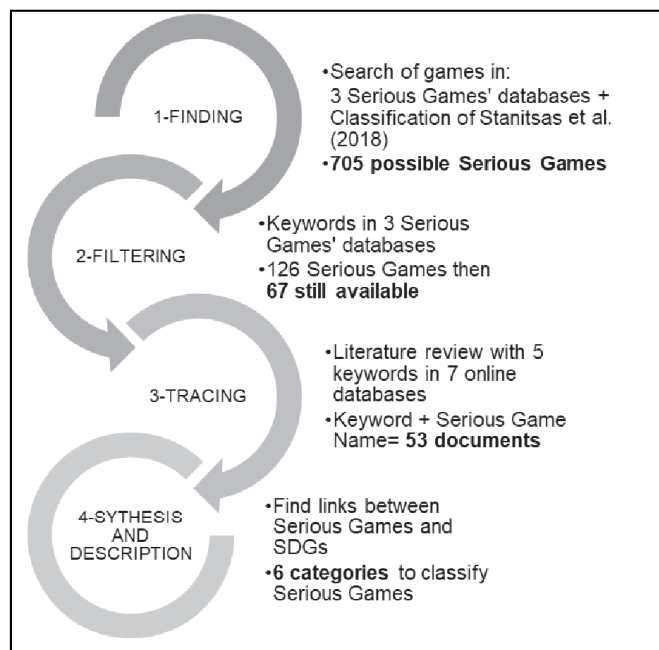 1-FINDING
•Search of games in:
3 Serious Games' databases +
Classification of Stanitsas et al.
(2018)
•705 possible Serious Games
2-FILTERING
•Keywords in 3 Serious
Games' databases
•126 Serious Games then
67 still available
3-TRACING
•Literature review with 5
keywords in 7 online
databases
•Keyword + Serious Game
Name= 53 documents
4-SYTHESIS
AND
DESCRIPTION
•Find links between
Serious Games and
SDGs
•6 categories to classify
Serious Games